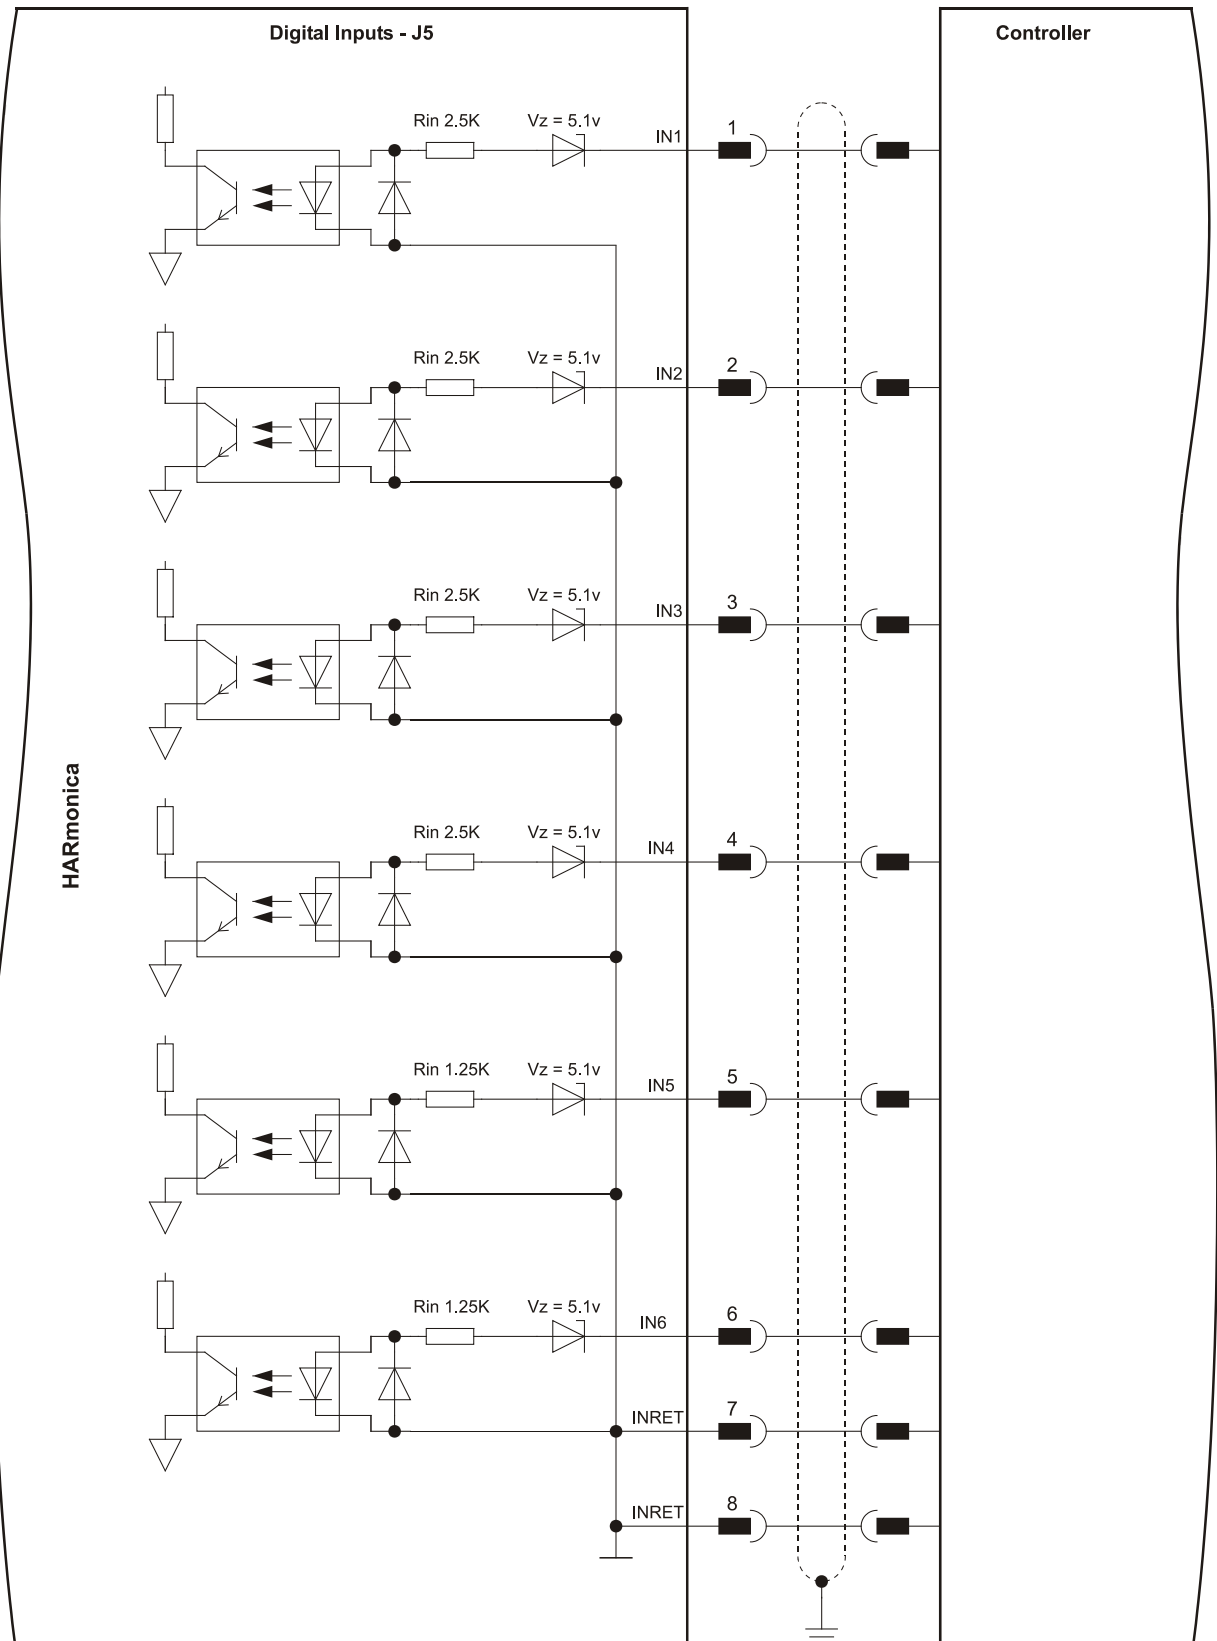 Digital Inputs - J5
Controller
Rin 2.5K
Vz = 5.1v
IN1
1
Rin 2.5K
Vz = 5.1v
IN2
2
Rin 2.5K
Vz = 5.1v
IN3
3
HARmonica
Rin 2.5K
Vz = 5.1v
IN4
4
Rin 1.25K
Vz = 5.1v
IN5
5
Rin 1.25K
Vz = 5.1v
IN6
6
INRET
7
INRET
8